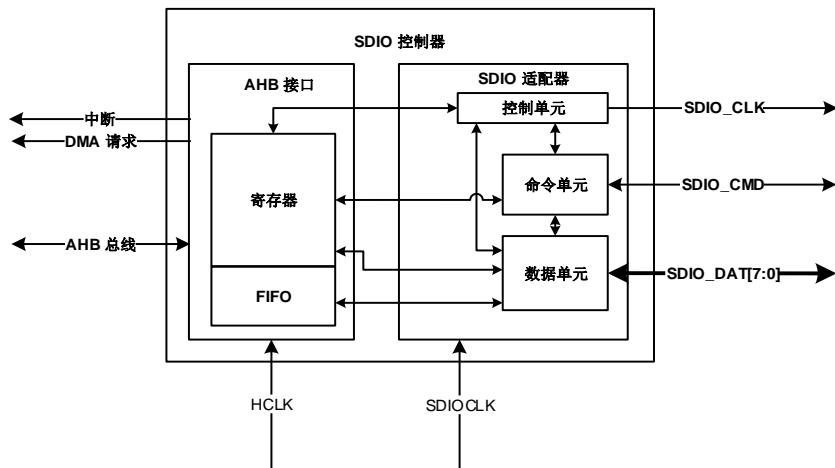 SDIO 控制器
AHB 接口
SDIO 适配器
中断
DMA 请求
AHB 总线
寄存器
FIFO
控制单元
命令单元
数据单元
SDIO_CLK
SDIO_CMD
SDIO_DAT[7:0]
HCLK
SDIOCLK